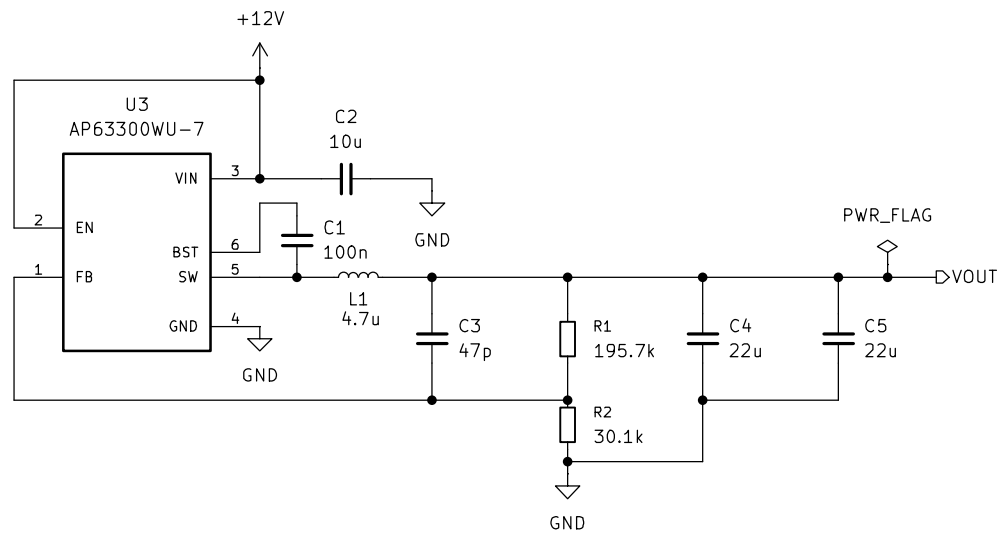 +12V
U3
AP63300WU-7
C2
10u
VIN
3
2
EN
GND
PWR_FLAG
BST
6
C1
100n
1
FB
SW
5
VOUT
L1
4.7u
GND
4
GND
C3
47p
R1
195.7k
C4
22u
C5
22u
R2
30.1k
GND